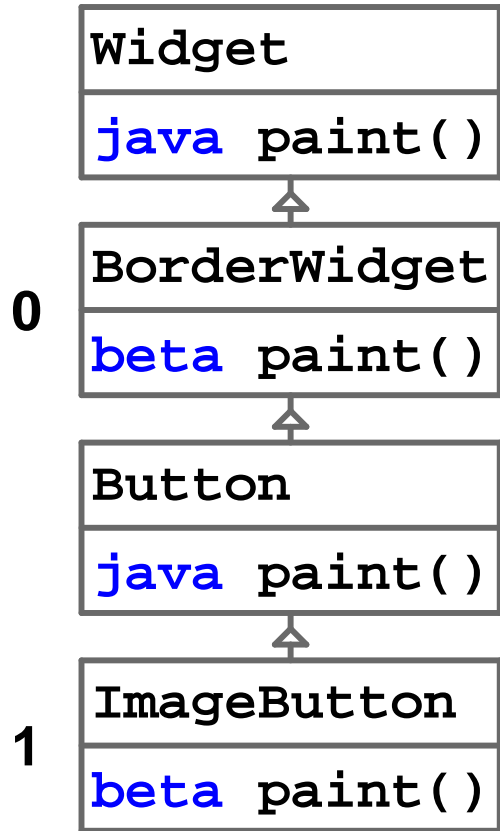 Widget
java paint()
0
BorderWidget
beta paint()
Button
java paint()
1
ImageButton
beta paint()